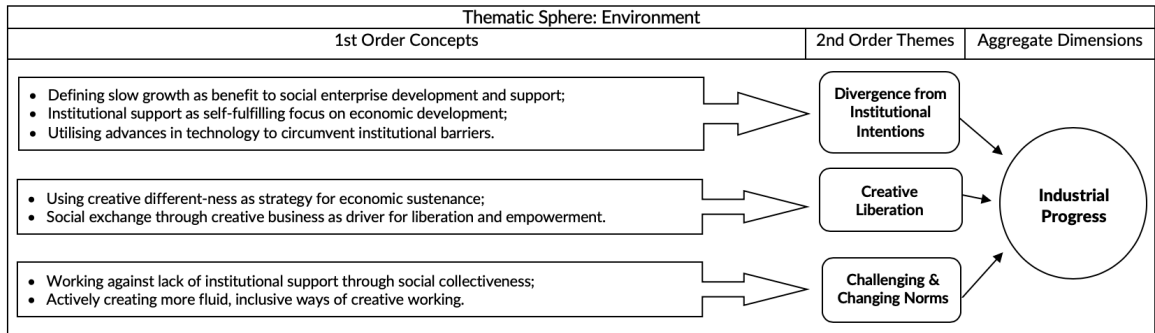 Thematic Sphere: Environment
1st Order Concepts
2nd Order Themes
Aggregate Dimensions
• Defining slow growth as benefit to social enterprise development and support;
• Institutional support as self-fulfilling focus on economic development;
• Utilising advances in technology to circumvent institutional barriers.
Divergence from
Institutional
Intentions
• Using creative different-ness as strategy for economic sustenance;
• Social exchange through creative business as driver for liberation and empowerment.
Creative
Liberation
Industrial
Progress
• Working against lack of institutional support through social collectiveness;
• Actively creating more fluid, inclusive ways of creative working.
Challenging &
Changing Norms